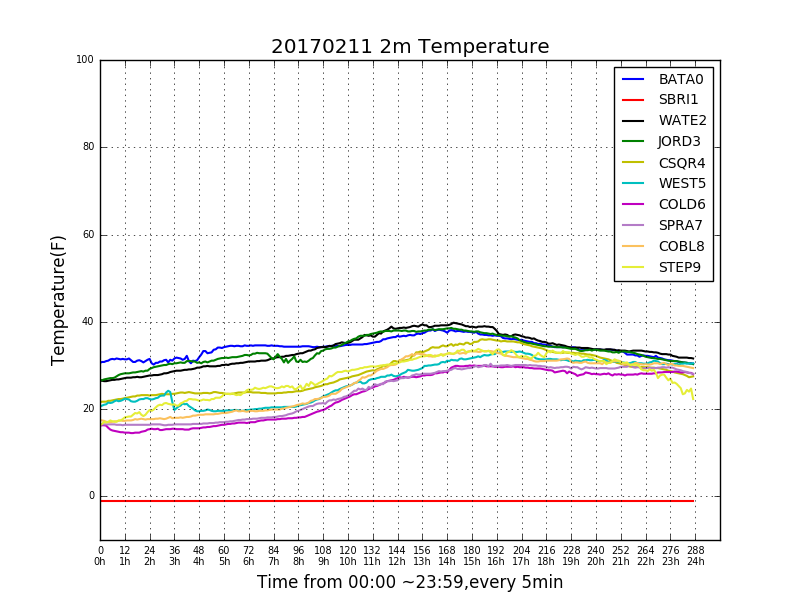 20170211 2m Temperature
100
80
60
40
20
0
Temperature(F)
BATA0
SBRI1
WATE2
JORD3
CSQR4
WEST5
COLD6
SPRA7
COBL8
STEP9
0 12 24 36 48 60 72 84 96 108 120 132 144 156 168 180 192 204 216 228 240 252 264 276 288
0h 1h 2h 3h 4h 5h 6h 7h 8h 9h 10h 11h 12h 13h 14h 15h 16h 17h 18h 19h 20h 21h 22h 23h 24h
Time from 00:00 ~23:59,every 5min